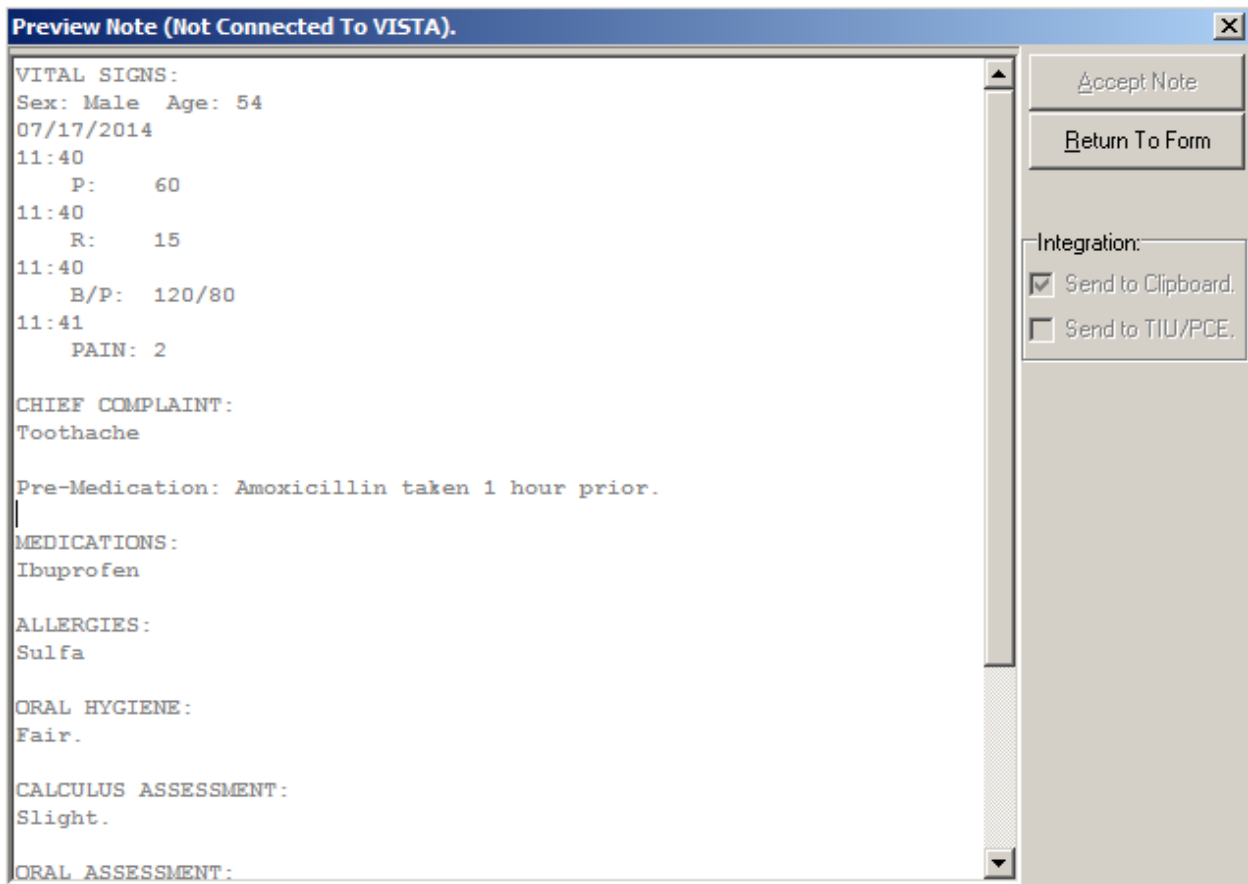 Preview Note (Not Connected To VISTA).
VITAL SIGNS:
Sex: Male  Age: 54
07/17/2014
11:40
    P:     60
11:40
    R:     15
11:40
    B/P:  120/80
11:41
    PAIN: 2
CHIEF COMPLAINT:
Toothache
Pre-Medication: Amoxicillin taken 1 hour prior.
MEDICATIONS:
Ibuprofen
ALLERGIES:
Sulfa
ORAL HYGIENE:
Fair.
CALCULUS ASSESSMENT:
Slight.
ORAL ASSESSMENT:
Accept Note
Return To Form
Integration:
Send to Clipboard.
Send to TIU/PCE.